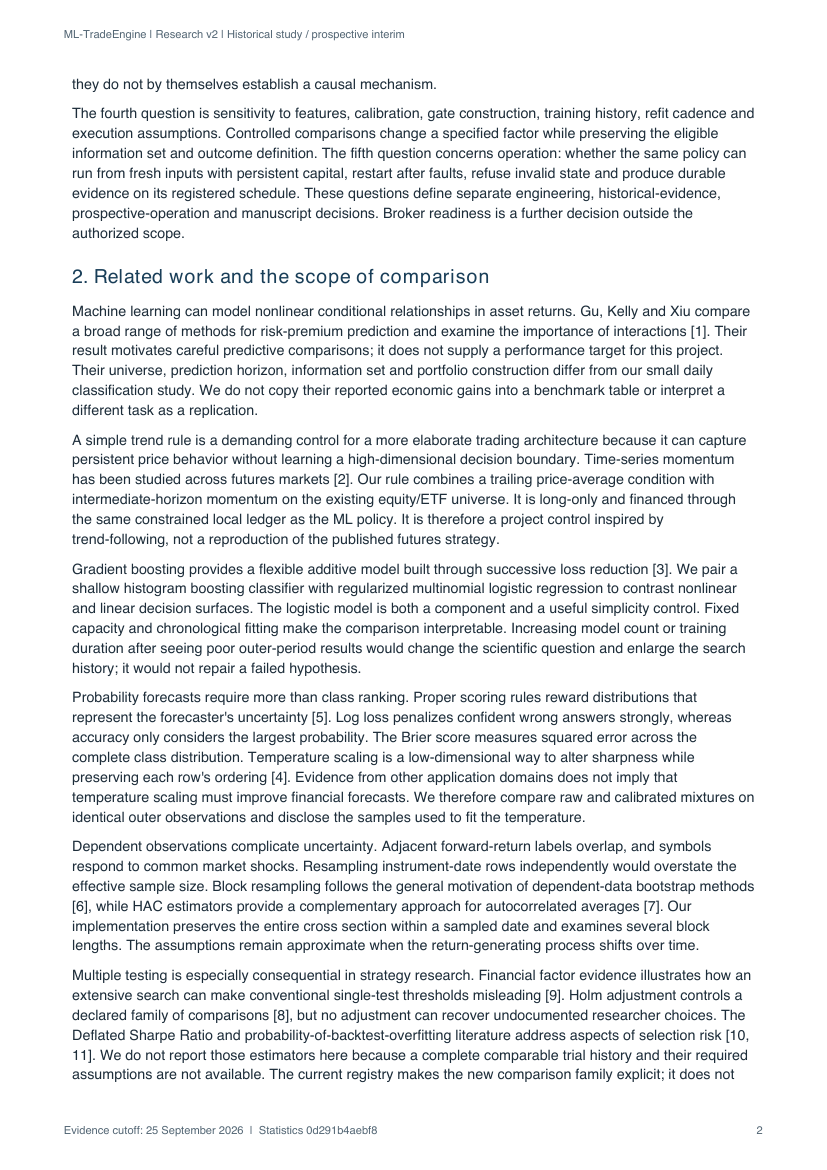 ML-TradeEngine | Research v2 | Historical study / prospective interim
they do not by themselves establish a causal mechanism.
The fourth question is sensitivity to features, calibration, gate construction, training history, refit cadence and
execution assumptions. Controlled comparisons change a specified factor while preserving the eligible
information set and outcome definition. The fifth question concerns operation: whether the same policy can
run from fresh inputs with persistent capital, restart after faults, refuse invalid state and produce durable
evidence on its registered schedule. These questions define separate engineering, historical-evidence,
prospective-operation and manuscript decisions. Broker readiness is a further decision outside the
authorized scope.
2. Related work and the scope of comparison
Machine learning can model nonlinear conditional relationships in asset returns. Gu, Kelly and Xiu compare
a broad range of methods for risk-premium prediction and examine the importance of interactions [1]. Their
result motivates careful predictive comparisons; it does not supply a performance target for this project.
Their universe, prediction horizon, information set and portfolio construction differ from our small daily
classification study. We do not copy their reported economic gains into a benchmark table or interpret a
different task as a replication.
A simple trend rule is a demanding control for a more elaborate trading architecture because it can capture
persistent price behavior without learning a high-dimensional decision boundary. Time-series momentum
has been studied across futures markets [2]. Our rule combines a trailing price-average condition with
intermediate-horizon momentum on the existing equity/ETF universe. It is long-only and financed through
the same constrained local ledger as the ML policy. It is therefore a project control inspired by
trend-following, not a reproduction of the published futures strategy.
Gradient boosting provides a flexible additive model built through successive loss reduction [3]. We pair a
shallow histogram boosting classifier with regularized multinomial logistic regression to contrast nonlinear
and linear decision surfaces. The logistic model is both a component and a useful simplicity control. Fixed
capacity and chronological fitting make the comparison interpretable. Increasing model count or training
duration after seeing poor outer-period results would change the scientific question and enlarge the search
history; it would not repair a failed hypothesis.
Probability forecasts require more than class ranking. Proper scoring rules reward distributions that
represent the forecaster's uncertainty [5]. Log loss penalizes confident wrong answers strongly, whereas
accuracy only considers the largest probability. The Brier score measures squared error across the
complete class distribution. Temperature scaling is a low-dimensional way to alter sharpness while
preserving each row's ordering [4]. Evidence from other application domains does not imply that
temperature scaling must improve financial forecasts. We therefore compare raw and calibrated mixtures on
identical outer observations and disclose the samples used to fit the temperature.
Dependent observations complicate uncertainty. Adjacent forward-return labels overlap, and symbols
respond to common market shocks. Resampling instrument-date rows independently would overstate the
effective sample size. Block resampling follows the general motivation of dependent-data bootstrap methods
[6], while HAC estimators provide a complementary approach for autocorrelated averages [7]. Our
implementation preserves the entire cross section within a sampled date and examines several block
lengths. The assumptions remain approximate when the return-generating process shifts over time.
Multiple testing is especially consequential in strategy research. Financial factor evidence illustrates how an
extensive search can make conventional single-test thresholds misleading [9]. Holm adjustment controls a
declared family of comparisons [8], but no adjustment can recover undocumented researcher choices. The
Deflated Sharpe Ratio and probability-of-backtest-overfitting literature address aspects of selection risk [10,
11]. We do not report those estimators here because a complete comparable trial history and their required
assumptions are not available. The current registry makes the new comparison family explicit; it does not
Evidence cutoff: 25 September 2026 | Statistics 0d291b4aebf8
2